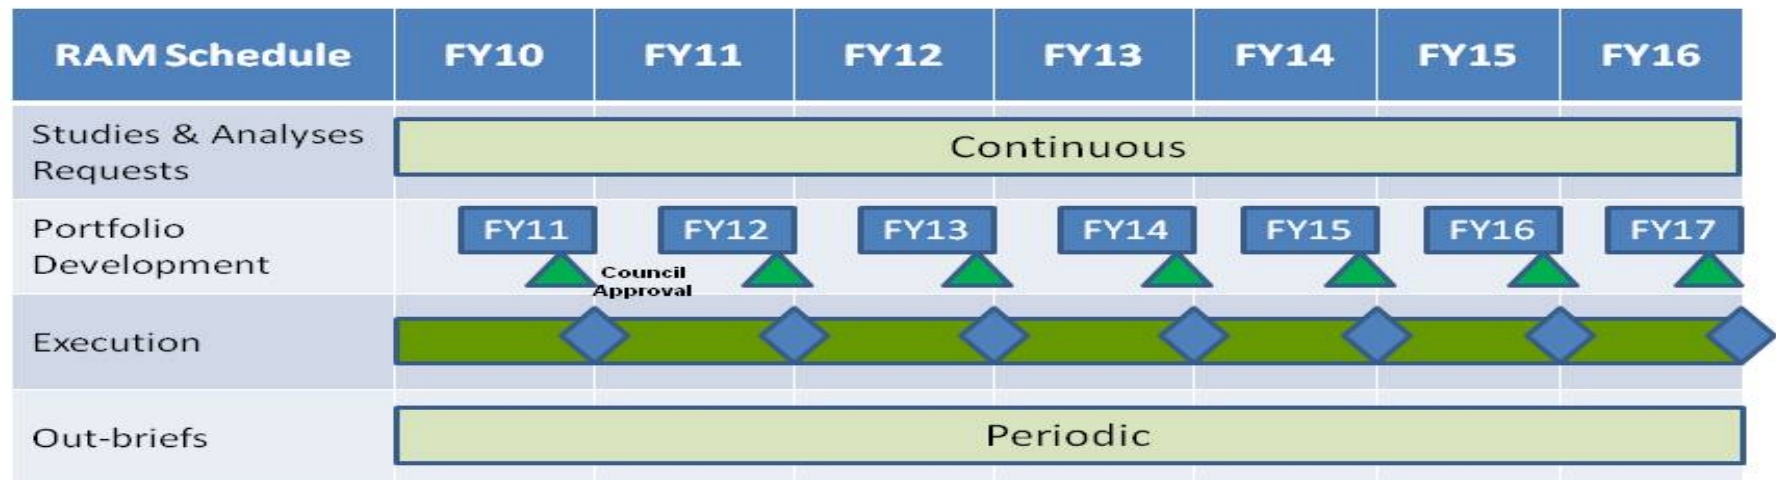 RAM Schedule FY10 FY11 FY12 FY13 FY14 FY15 FY16
Studies & Analyses
Requests
Continuous
Portfolio
Development
FY11 FY12 FY13 FY14 FY15 FY16 FY17
Council
Approval
Execution
Out-briefs
Periodic